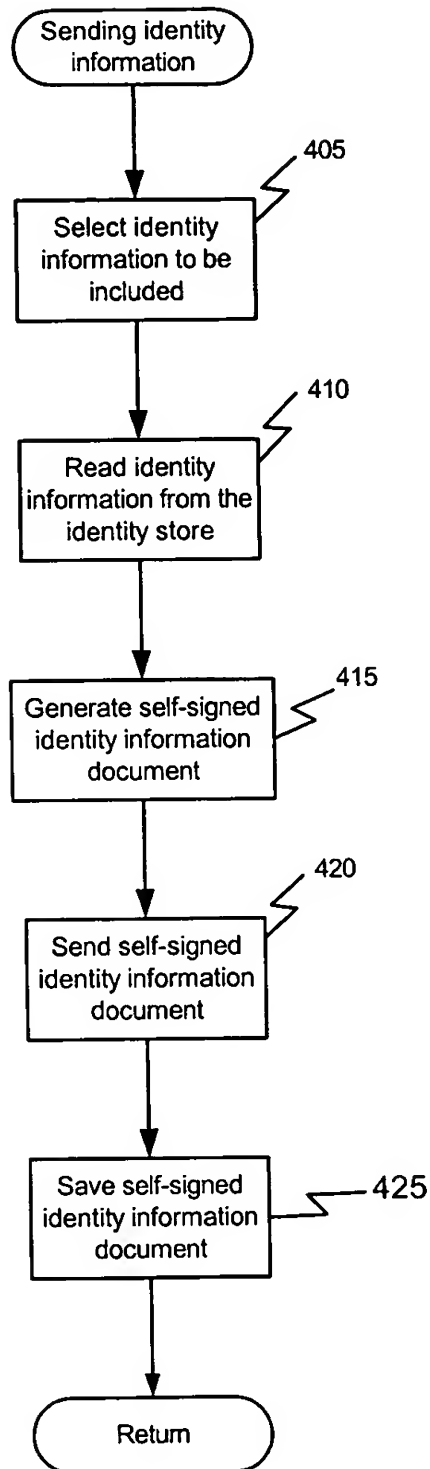 Sending identity
information
405
Select identity
information to be
included
410
Read identity
information from the
identity store
415
Generate self-signed
identity information
document
420
Send self-signed
identity information
document
425
Save self-signed
identity information
document
Return